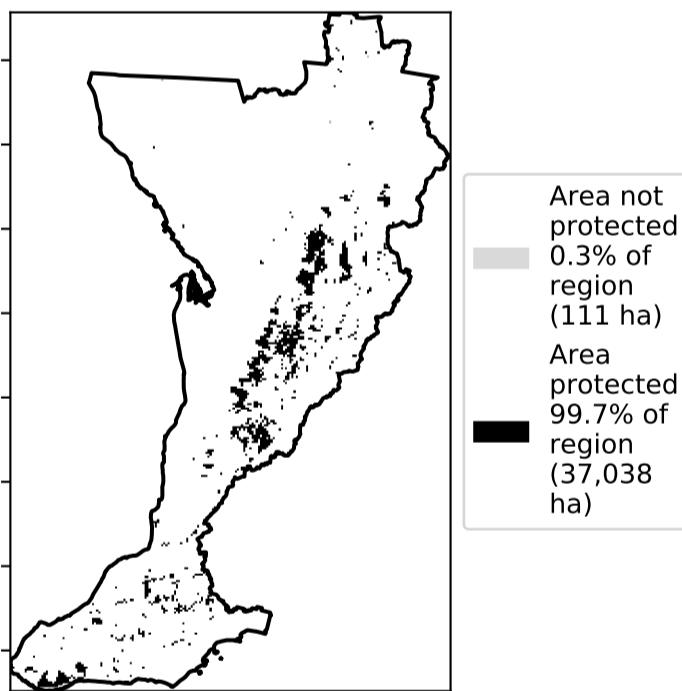 Area not
protected
0.3% of
region
(111 ha)
Area
protected
99.7% of
region
(37,038
ha)